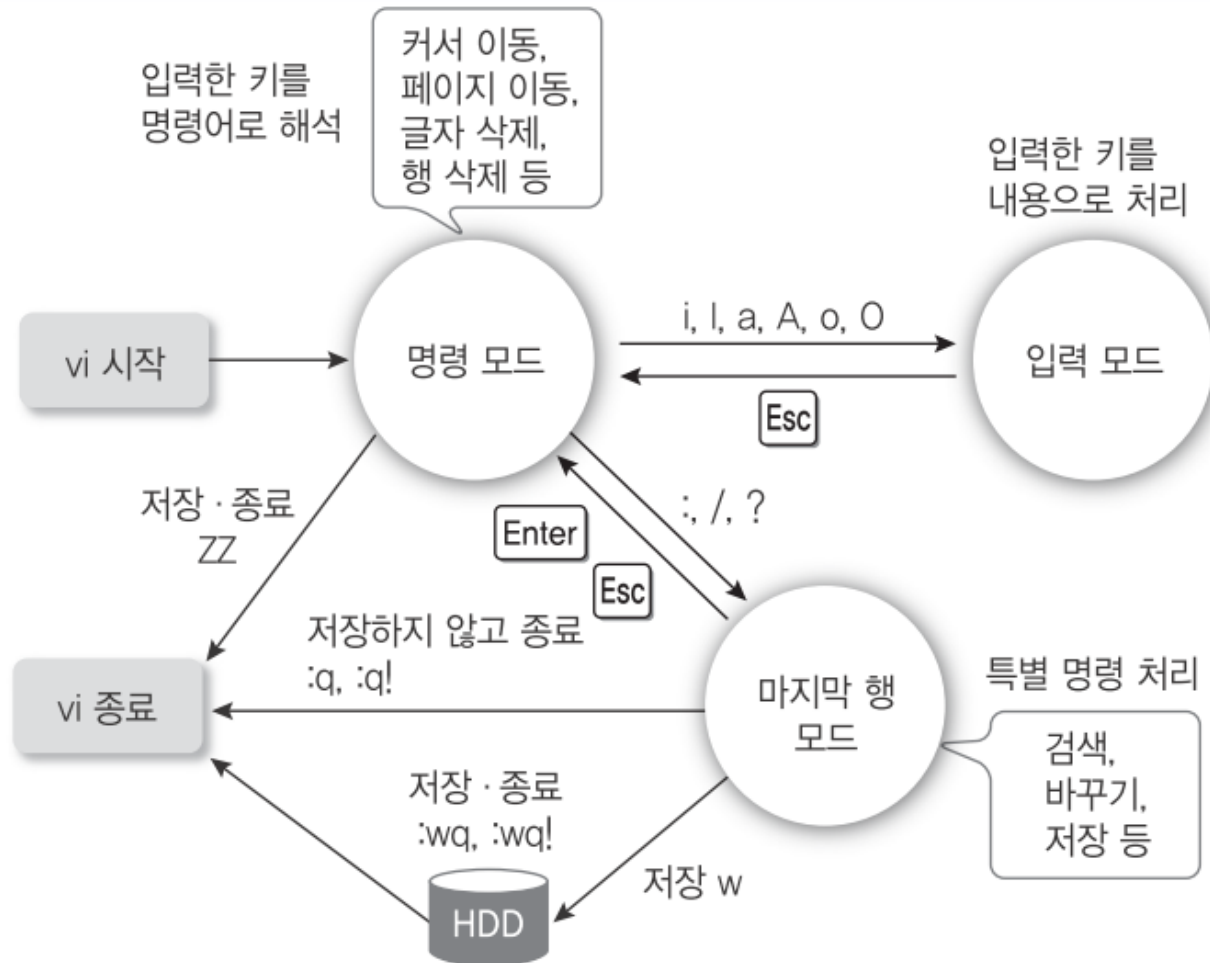 입력한 키를
명령어로 해석
커서 이동,
페이지 이동,
글자 삭제,
행 삭제 등
입력한 키를
내용으로 처리
vi 시작
명령 모드
i, I, a, A, o, O
Esc
입력 모드
저장 · 종료
ZZ
:, /, ?
Enter
Esc
저장하지 않고 종료
:q, :q!
vi 종료
마지막 행
모드
특별 명령 처리
검색,
바꾸기,
저장 등
저장 · 종료
:wq, :wq!
저장 w
HDD